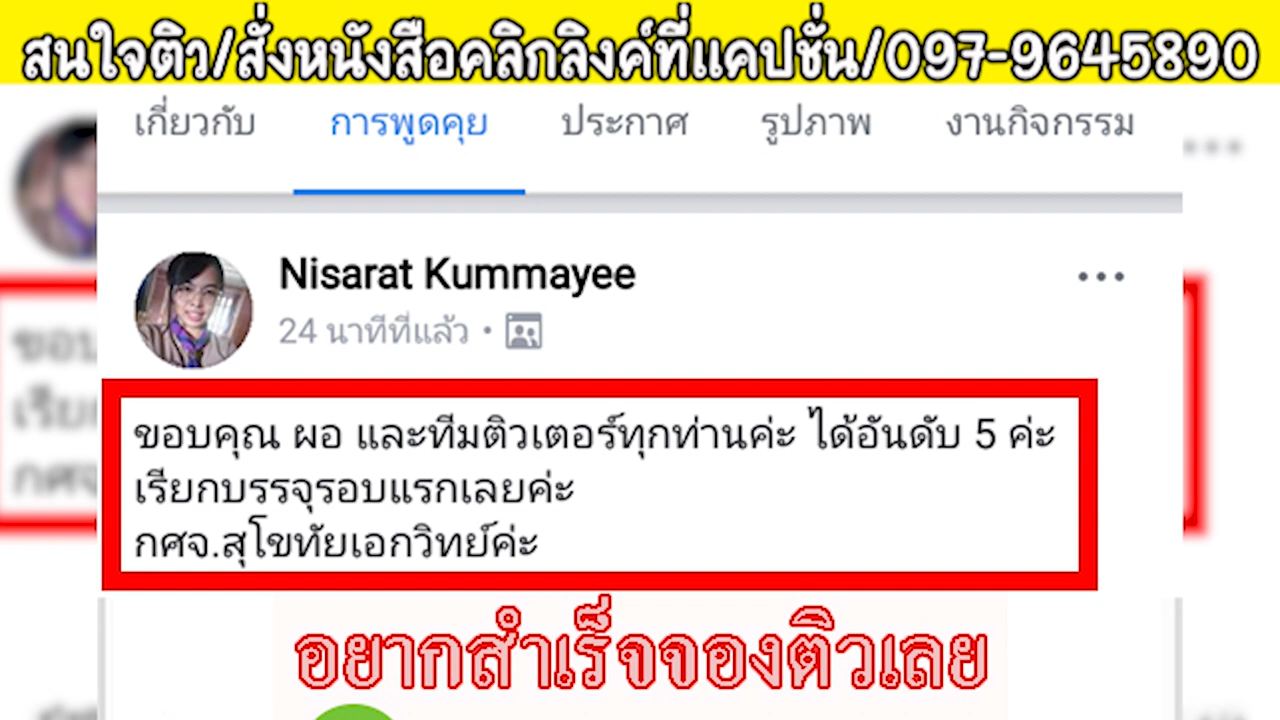 สนใจติว/สั่งหนังสือคลิกลิงค์ที่แคปชั่น/097-9645890
เกี่ยวกับ การพูดคุย ประกาศ รูปภาพ งานกิจกรรม
Nisarat Kummayee
24 นาทีที่แล้ว
ขอบคุณ ผอ และทีมติวเตอร์ทุกท่านค่ะ ได้อันดับ 5 ค่ะ
เรียกบรรจุรอบแรกเลยค่ะ
กศจ.สุโขทัยเอกวิทย์ค่ะ
อยากสำเร็จจองติวเลย